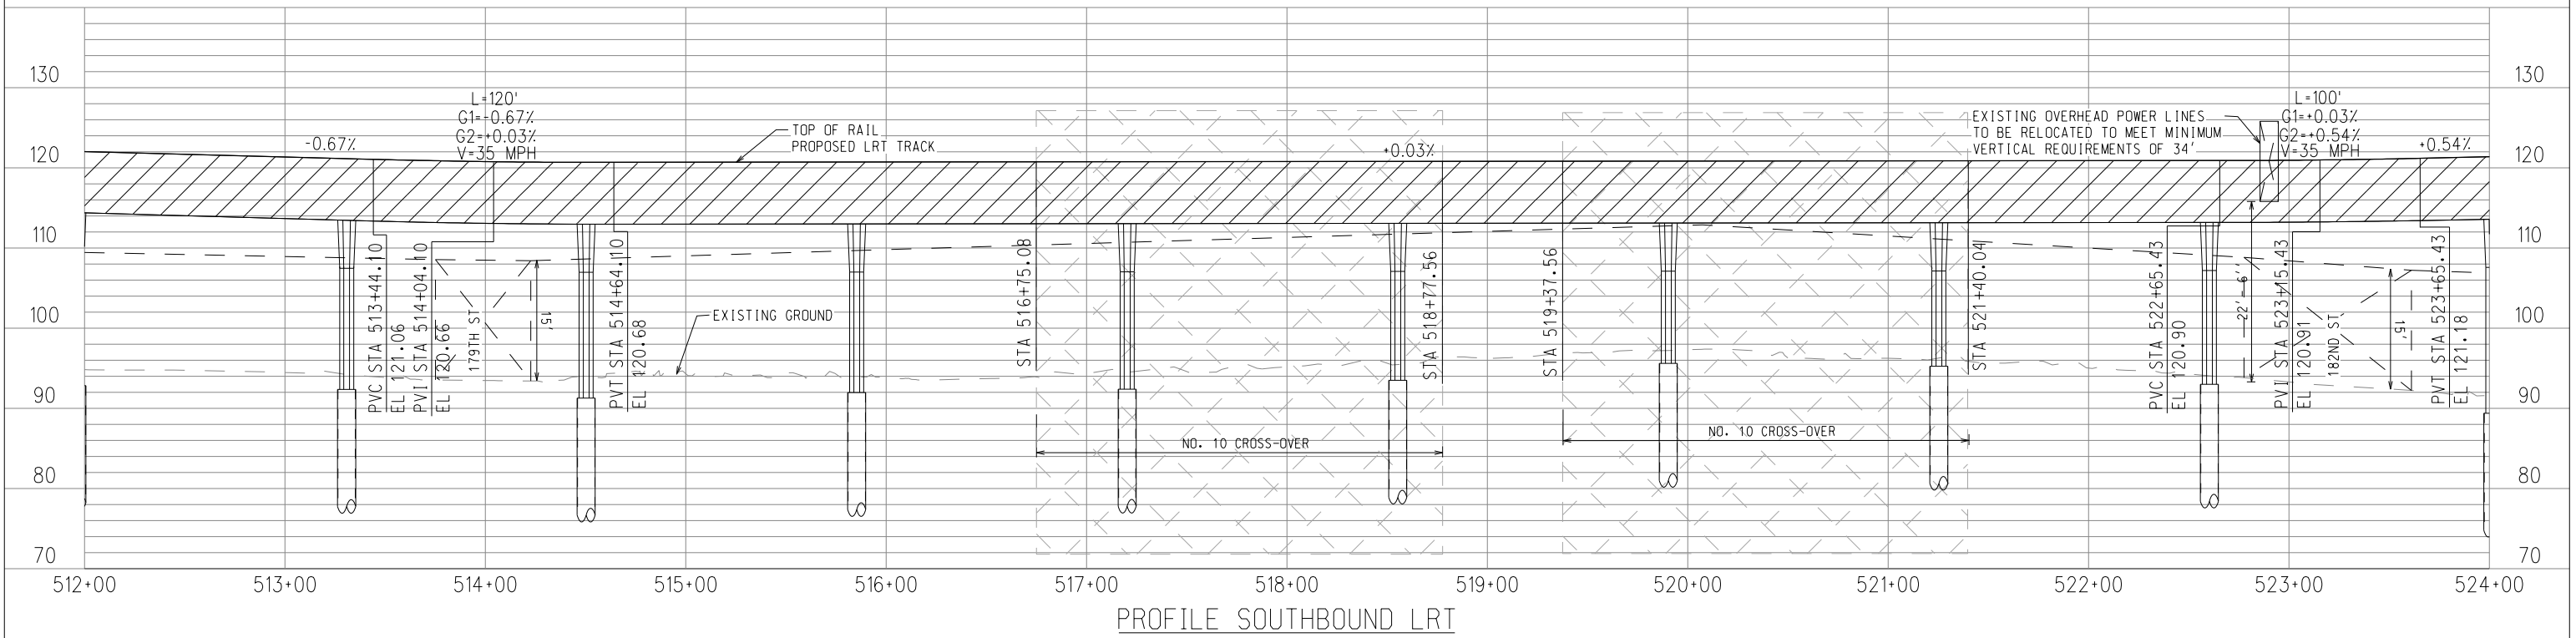 130
120
110
100
90
80
70
-0.67%
L=120'
G1=-0.67%
G2=+0.03%
V=35 MPH
TOP OF RAIL
PROPOSED LRT TRACK
+0.03%
EXISTING OVERHEAD POWER LINES
TO BE RELOCATED TO MEET MINIMUM
VERTICAL REQUIREMENTS OF 34'
L=100'
G1=+0.03%
G2=+0.54%
V=35 MPH
+0.54%
130
120
110
100
90
80
70
PVC STA 513+44.10
EL 121.06
PVI STA 514+04.10
EL 120.66
179TH ST
15'
PVT STA 514+64.10
EL 120.68
EXISTING GROUND
STA 516+75.08
NO. 10 CROSS-OVER
STA 518+77.56
STA 519+37.56
NO. 10 CROSS-OVER
STA 521+40.04
PVC STA 522+65.43
EL 120.90
22'-6"
PVI STA 523+15.43
EL 120.91
182ND ST
15'
PVT STA 523+65.43
EL 121.18
512+00
513+00
514+00
515+00
516+00
517+00
518+00
519+00
520+00
521+00
522+00
523+00
524+00
PROFILE SOUTHBOUND LRT